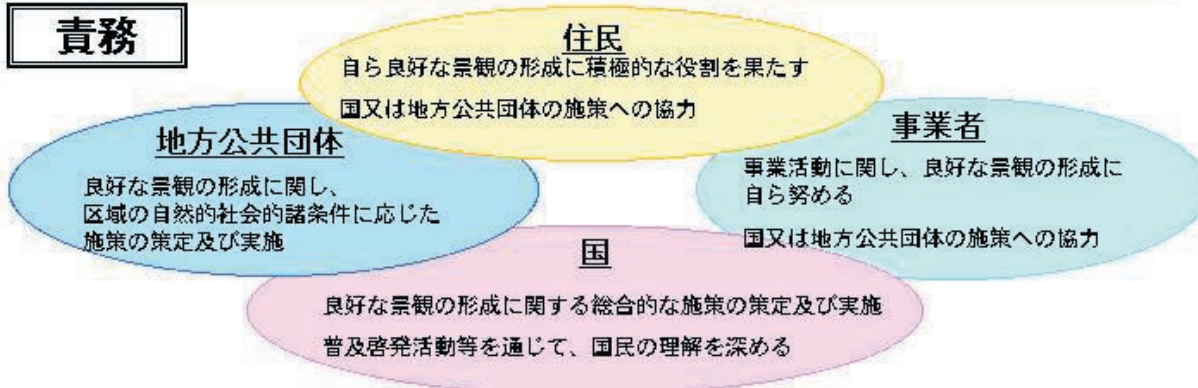 責務
住民
自ら良好な景観の形成に積極的な役割を果たす
国又は地方公共団体の施策への協力
地方公共団体
良好な景観の形成に関し、
区域の自然的社会的諸条件に応じた
施策の策定及び実施
事業者
事業活動に関し、良好な景観の形成に
自ら努める
国又は地方公共団体の施策への協力
国
良好な景観の形成に関する総合的な施策の策定及び実施
普及啓発活動等を通じて、国民の理解を深める